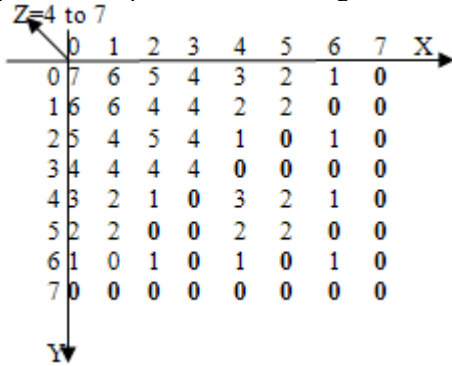 Z=4 to 7
0 1 2 3 4 5 6 7 X
0 7 6 5 4 3 2 1 0
1 6 6 4 4 2 2 0 0
2 5 4 5 4 1 0 1 0
3 4 4 4 4 0 0 0 0
4 3 2 1 0 3 2 1 0
5 2 2 0 0 2 2 0 0
6 1 0 1 0 1 0 1 0
7 0 0 0 0 0 0 0 0
Y